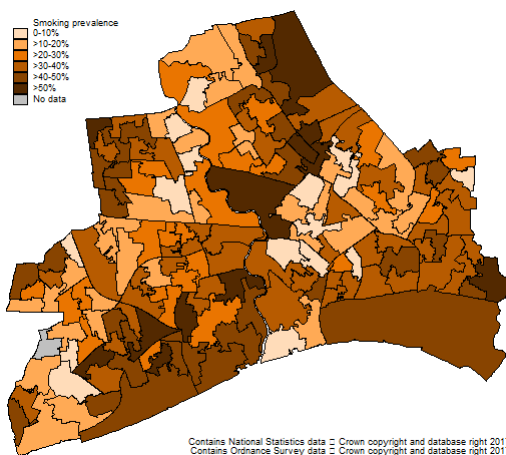 Smoking prevalence
0-10%
>10-20%
>20-30%
>30-40%
>40-50%
>50%
No data
Contains National Statistics data □ Crown copyright and database right 201
Contains Ordnance Survey data □ Crown copyright and database right 201